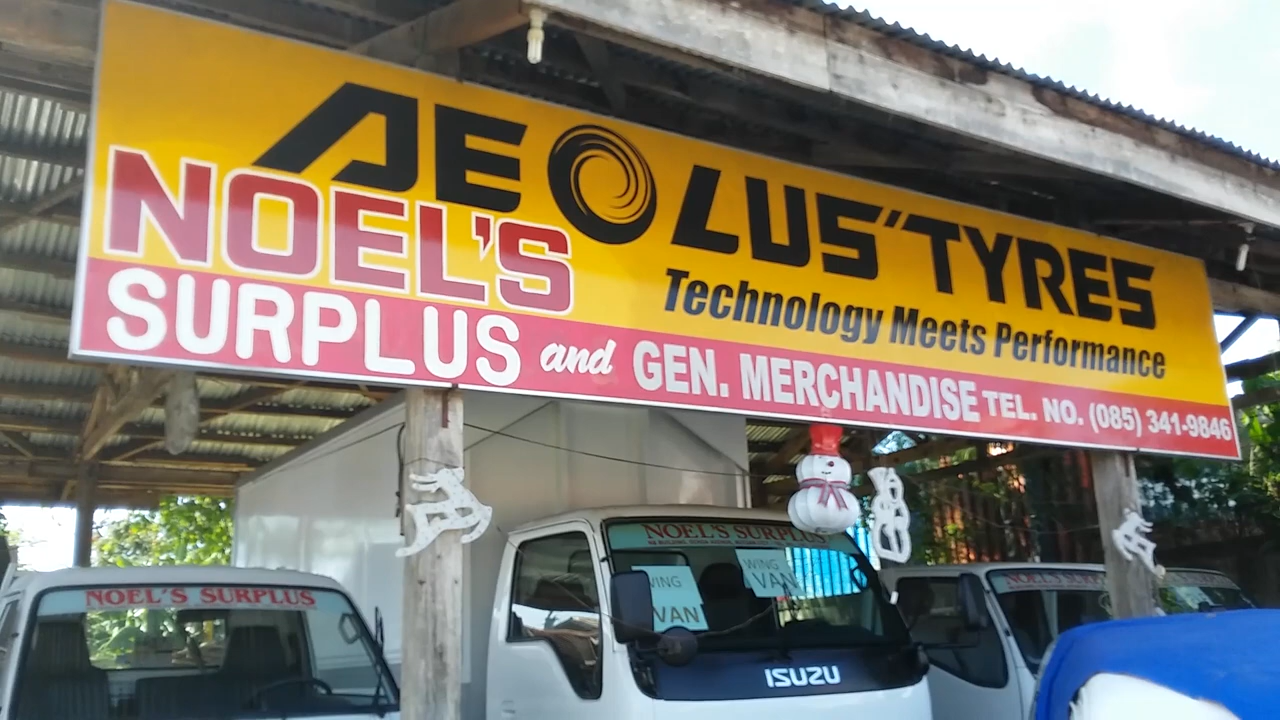 AEOLUS TYRES
NOEL'S
Technology Meets Performance
SURPLUS and GEN. MERCHANDISE TEL. NO. (085) 341-9846
NOEL'S SURPLUS
WING
VAN
WING
VAN
NOEL'S SURPLUS
ISUZU
NOEL'S SURPLUS